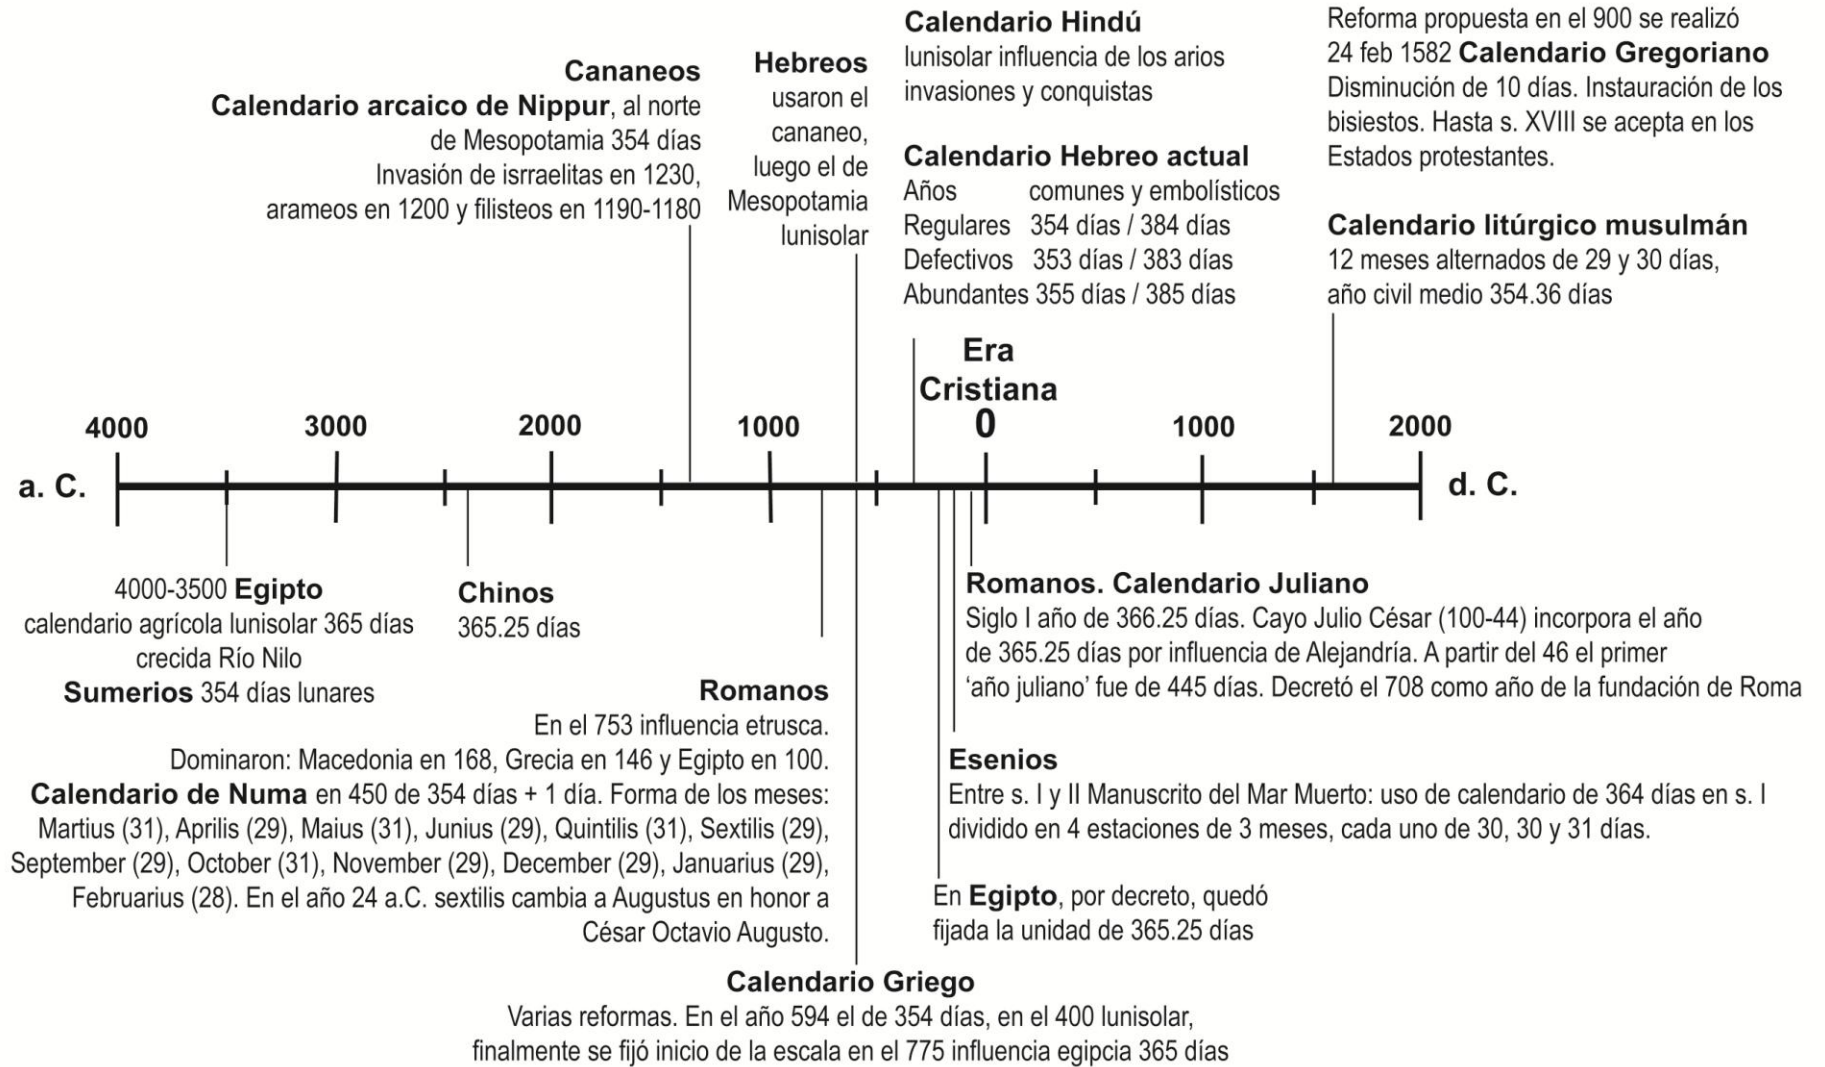 Cananeos
Calendario arcaico de Nippur, al norte
de Mesopotamia 354 días
Invasión de isrraelitas en 1230,
arameos en 1200 y filisteos en 1190-1180
Hebreos
usaron el
cananeo,
luego el de
Mesopotamia
lunisolar
Calendario Hindú
lunisolar influencia de los arios
invasiones y conquistas
Calendario Hebreo actual
Años comunes y embolísticos
Regulares 354 días / 384 días
Defectivos 353 días / 383 días
Abundantes 355 días / 385 días
Reforma propuesta en el 900 se realizó
24 feb 1582 Calendario Gregoriano
Disminución de 10 días. Instauración de los
bisiestos. Hasta s. XVIII se acepta en los
Estados protestantes.
Calendario litúrgico musulmán
12 meses alternados de 29 y 30 días,
año civil medio 354.36 días
Era
Cristiana
4000 3000 2000 1000 0 1000 2000
a. C. d. C.
4000-3500 Egipto
calendario agrícola lunisolar 365 días
crecida Río Nilo
Sumerios 354 días lunares
Chinos
365.25 días
Romanos
En el 753 influencia etrusca.
Dominaron: Macedonia en 168, Grecia en 146 y Egipto en 100.
Calendario de Numa en 450 de 354 días + 1 día. Forma de los meses:
Martius (31), Aprilis (29), Maius (31), Junius (29), Quintilis (31), Sextilis (29),
September (29), October (31), November (29), December (29), Januarius (29),
Februarius (28). En el año 24 a.C. sextilis cambia a Augustus en honor a
César Octavio Augusto.
Romanos. Calendario Juliano
Siglo I año de 366.25 días. Cayo Julio César (100-44) incorpora el año
de 365.25 días por influencia de Alejandría. A partir del 46 el primer
‘año juliano’ fue de 445 días. Decretó el 708 como año de la fundación de Roma
Esenios
Entre s. I y II Manuscrito del Mar Muerto: uso de calendario de 364 días en s. I
dividido en 4 estaciones de 3 meses, cada uno de 30, 30 y 31 días.
En Egipto, por decreto, quedó
fijada la unidad de 365.25 días
Calendario Griego
Varias reformas. En el año 594 el de 354 días, en el 400 lunisolar,
finalmente se fijó inicio de la escala en el 775 influencia egipcia 365 días